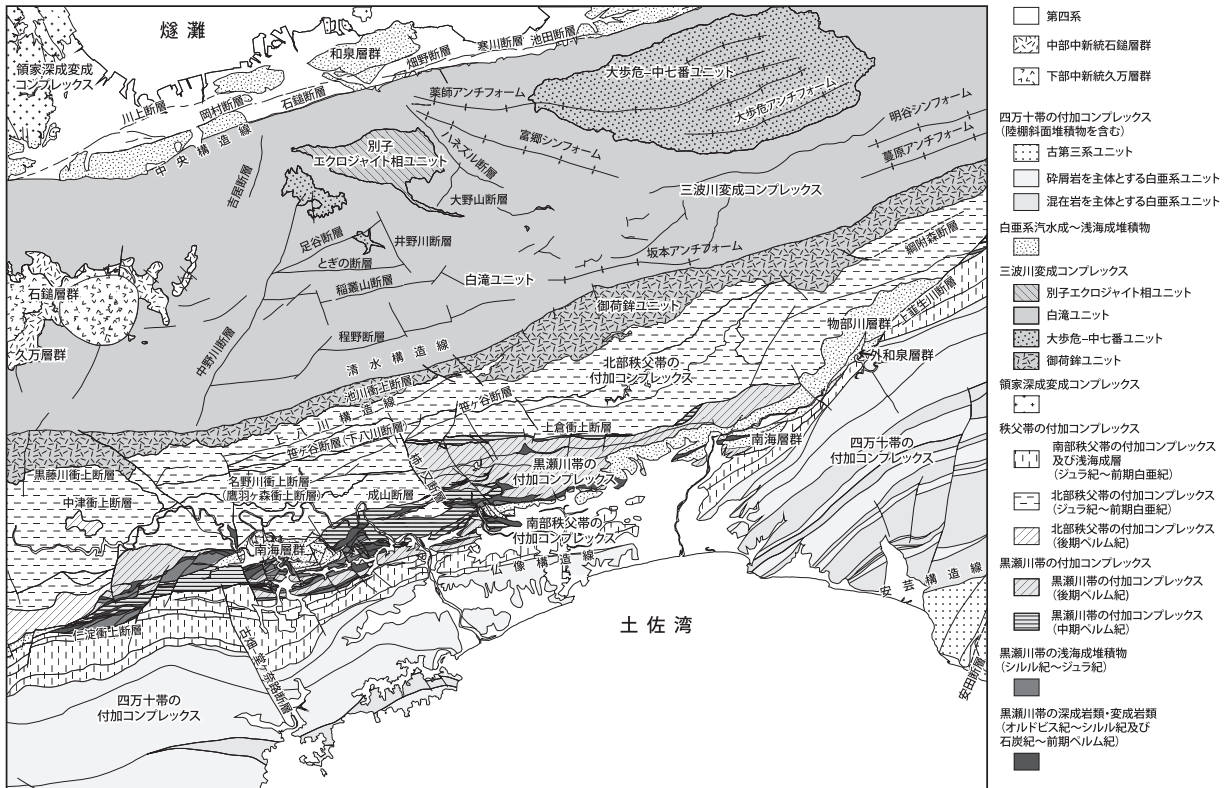 燧灘
和泉層群
畑野断層
寒川断層
池田断層
領家深成変成
コンプレックス
大歩危-中七番ユニット
川上断層
岡村断層
石鎚断層
薬師アンチフォーム
大歩危アンチフォーム
明谷シンフォーム
中央構造線
別子
エクロジャイト相ユニット
ハネズル断層
富郷シンフォーム
蔓原アンチフォーム
吉居断層
大野山断層
三波川変成コンプレックス
足谷断層
井野川断層
とぎの断層
坂本アンチフォーム
綱附森断層
石鎚層群
稲叢山断層
白滝ユニット
御荷鉾ユニット
上韮生川断層
久万層群
中野川断層
程野断層
物部川層群
外和泉層群
清水構造線
北部秩父帯の
付加コンプレックス
池川衝上断層
上八川構造線
笹ヶ谷断層
上倉衝上断層
笹ヶ谷断層(下八川断層)
南海層群
四万十帯の
付加コンプレックス
黒藤川衝上断層
名野川衝上断層
(鷹羽ヶ森衝上断層)
柿ノ又断層
黒瀬川帯の
付加コンプレックス
中津衝上断層
成山断層
南部秩父帯の
付加コンプレックス
南海層群
仏像構造線
安芸構造線
土佐湾
仁淀衝上断層
古畑-堂ヶ奈路断層
安田断層
四万十帯の
付加コンプレックス
第四系
中部中新統石鎚層群
下部中新統久万層群
四万十帯の付加コンプレックス
(陸棚斜面堆積物を含む)
古第三系ユニット
砕屑岩を主体とする白亜系ユニット
混在岩を主体とする白亜系ユニット
白亜系汽水成~浅海成堆積物
三波川変成コンプレックス
別子エクロジャイト相ユニット
白滝ユニット
大歩危-中七番ユニット
御荷鉾ユニット
領家深成変成コンプレックス
秩父帯の付加コンプレックス
南部秩父帯の付加コンプレックス
及び浅海成層
(ジュラ紀~前期白亜紀)
北部秩父帯の付加コンプレックス
(ジュラ紀~前期白亜紀)
北部秩父帯の付加コンプレックス
(後期ペルム紀)
黒瀬川帯の付加コンプレックス
黒瀬川帯の付加コンプレックス
(後期ペルム紀)
黒瀬川帯の付加コンプレックス
(中期ペルム紀)
黒瀬川帯の浅海成堆積物
(シルル紀~ジュラ紀)
黒瀬川帯の深成岩類・変成岩類
(オルドビス紀~シルル紀及び
石炭紀~前期ペルム紀)